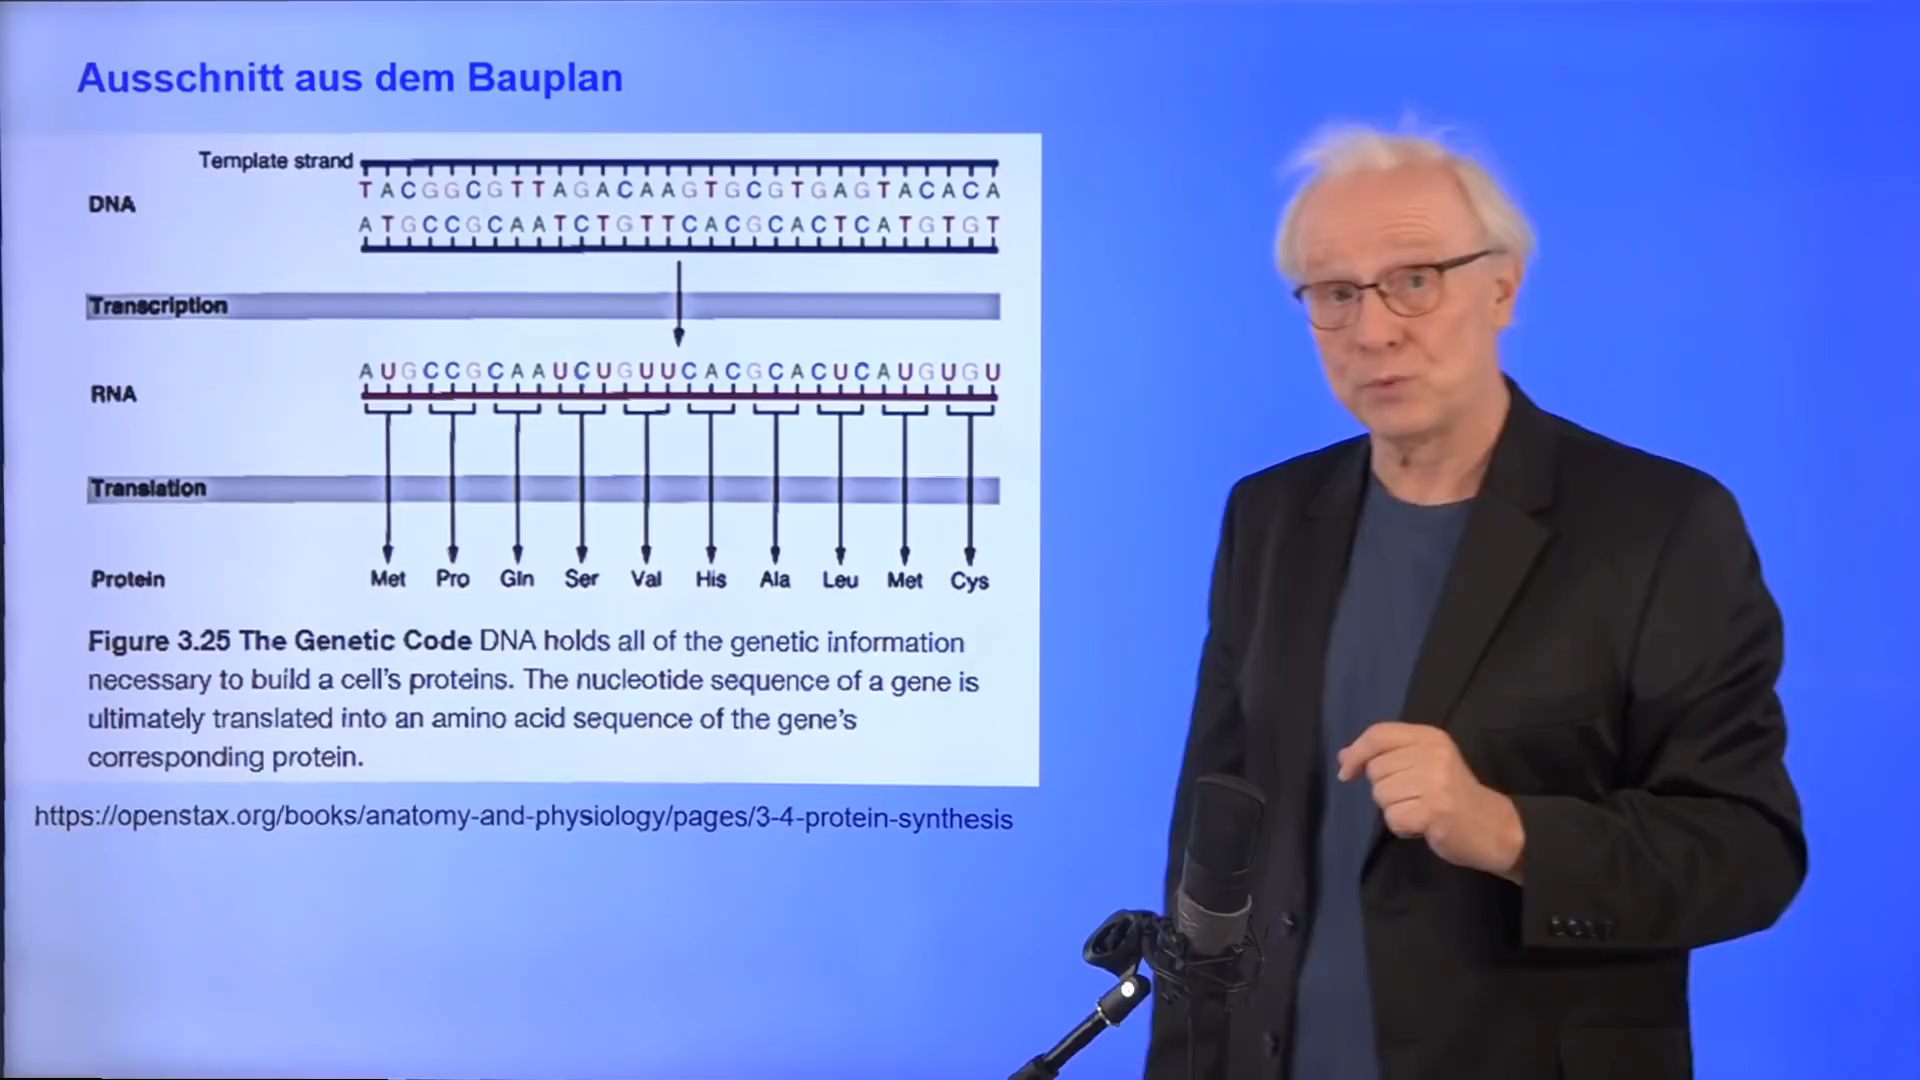 Ausschnitt aus dem Bauplan
Template strand
DNA
T A C G G C G T T A G A C A A G T G C G T G A G T A C A C A
A T G C C G C A A T C T G T T C A C G C A C T C A T G T G T
Transcription
A U G C C G C A A U C U G U U C A C G C A C U C A U G U G U
RNA
Translation
Protein Met Pro Gln Ser Val His Ala Leu Met Cys
Figure 3.25 The Genetic Code DNA holds all of the genetic information
necessary to build a cell's proteins. The nucleotide sequence of a gene is
ultimately translated into an amino acid sequence of the gene's
corresponding protein.
https://openstax.org/books/anatomy-and-physiology/pages/3-4-protein-synthesis